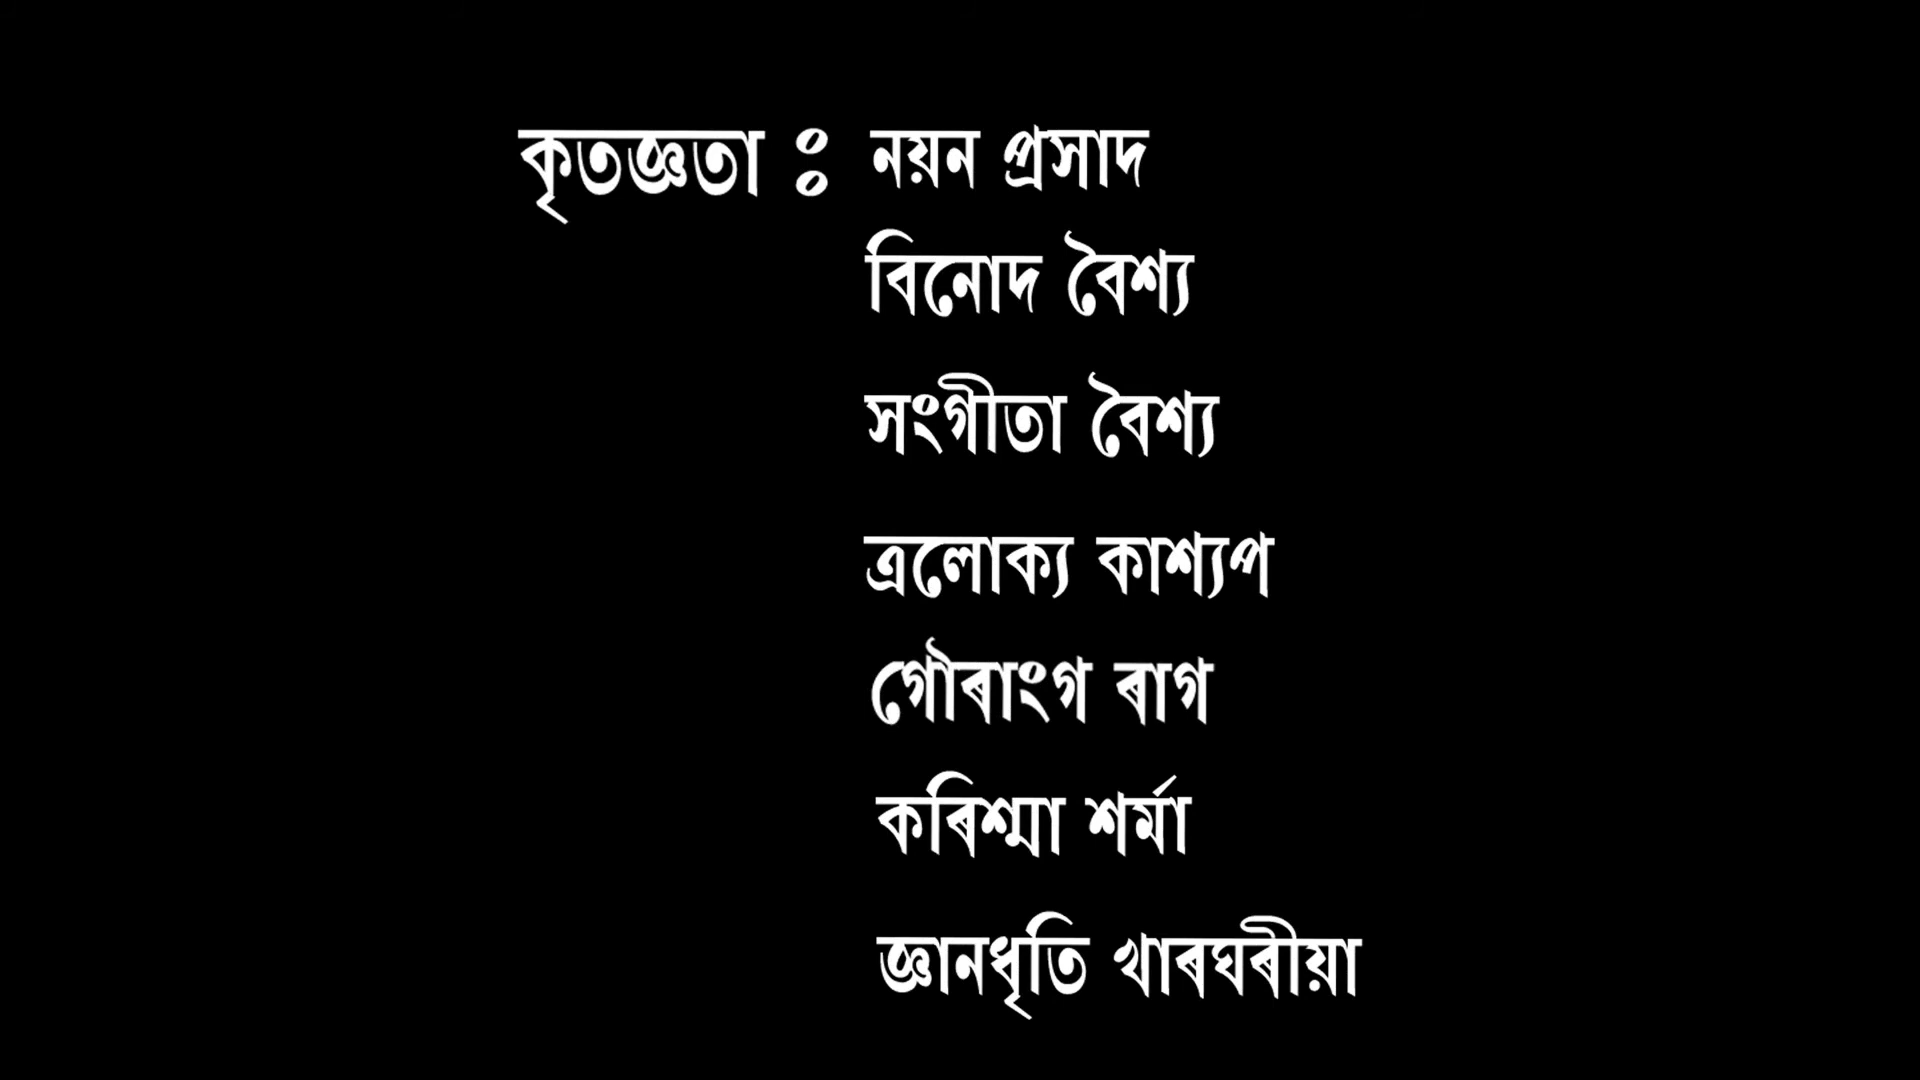 কৃতজ্ঞতা ঃ নয়ন প্ৰসাদ
বিনোদ বৈশ্য
সংগীতা বৈশ্য
ত্ৰলোক্য কাশ্যপ
গৌৰাংগ ৰাগ
কৰিশ্মা শৰ্মা
জ্ঞানধৃতি খাৰঘৰীয়া